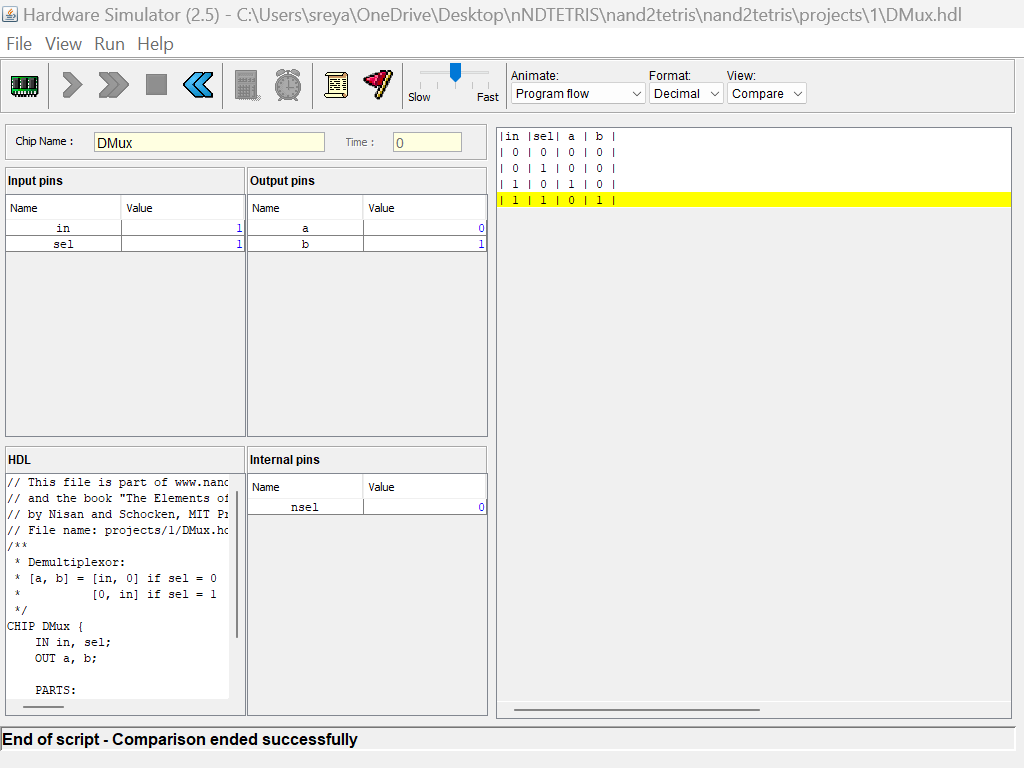 Hardware Simulator (2.5) - C:\Users\sreya\OneDrive\Desktop\nNDTETRIS\nand2tetris\nand2tetris\projects\1\DMux.hdl
File View Run Help
Slow Fast
Animate: Format: View:
Program flow Decimal Compare
Chip Name : DMux Time : 0
Input pins
Name Value
in 1
sel 1
Output pins
Name Value
a 0
b 1
HDL
// This file is part of www.nand
// and the book "The Elements of
// by Nisan and Schocken, MIT Pr
// File name: projects/1/DMux.hd
/**
 * Demultiplexor:
 * [a, b] = [in, 0] if sel = 0
 *          [0, in] if sel = 1
 */
CHIP DMux {
    IN in, sel;
    OUT a, b;
    PARTS:
Internal pins
Name Value
nsel 0
|in |sel| a | b |
| 0 | 0 | 0 | 0 |
| 0 | 1 | 0 | 0 |
| 1 | 0 | 1 | 0 |
| 1 | 1 | 0 | 1 |
End of script - Comparison ended successfully